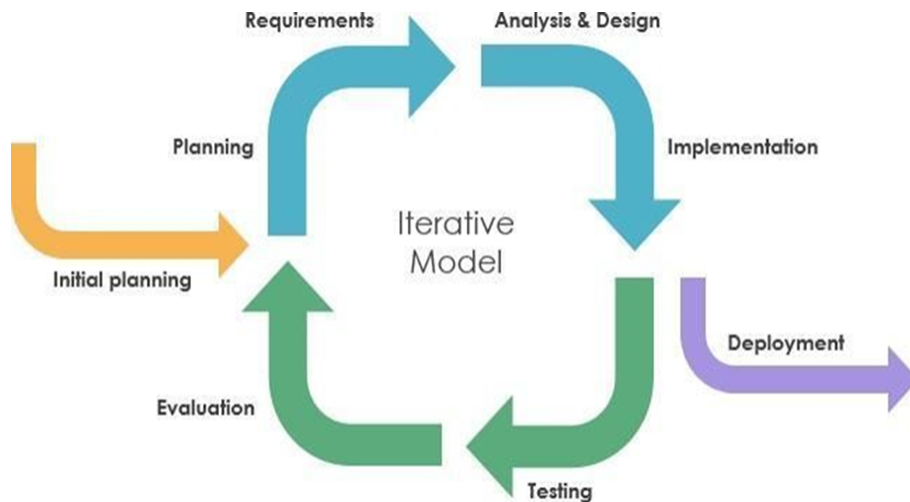 Requirements
Analysis & Design
Planning
Implementation
Iterative
Model
Initial planning
Deployment
Evaluation
Testing